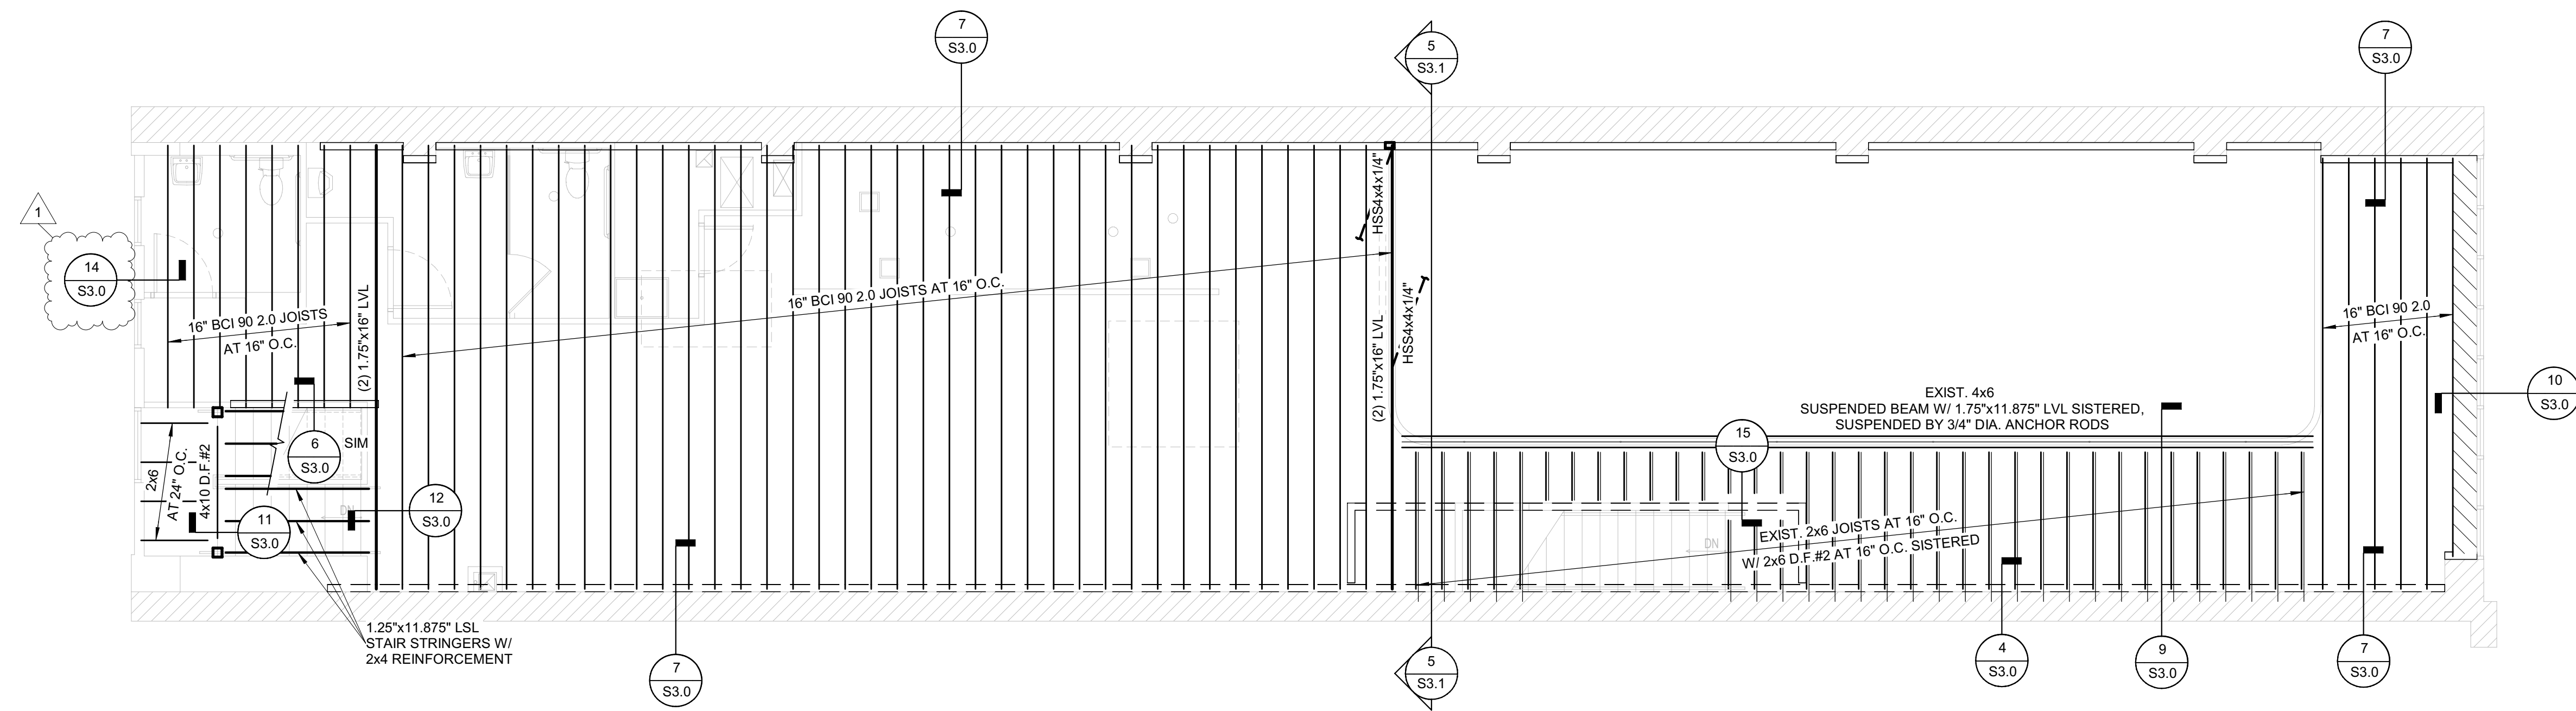 7
S3.0
5
S3.1
7
S3.0
1
14
S3.0
16" BCI 90 2.0 JOISTS
AT 16" O.C.
(2) 1.75"x16" LVL
16" BCI 90 2.0 JOISTS AT 16" O.C.
HSS4x4x1/4"
(2) 1.75"x16" LVL
HSS4x4x1/4"
16" BCI 90 2.0
AT 16" O.C.
10
S3.0
EXIST. 4x6
SUSPENDED BEAM W/ 1.75"x11.875" LVL SISTERED,
SUSPENDED BY 3/4" DIA. ANCHOR RODS
15
S3.0
6
S3.0
SIM
2x6
AT 24" O.C.
4x10 D.F.#2
11
S3.0
DN
12
S3.0
DN
EXIST. 2x6 JOISTS AT 16" O.C.
W/ 2x6 D.F.#2 AT 16" O.C. SISTERED
1.25"x11.875" LSL
STAIR STRINGERS W/
2x4 REINFORCEMENT
7
S3.0
5
S3.1
4
S3.0
9
S3.0
7
S3.0